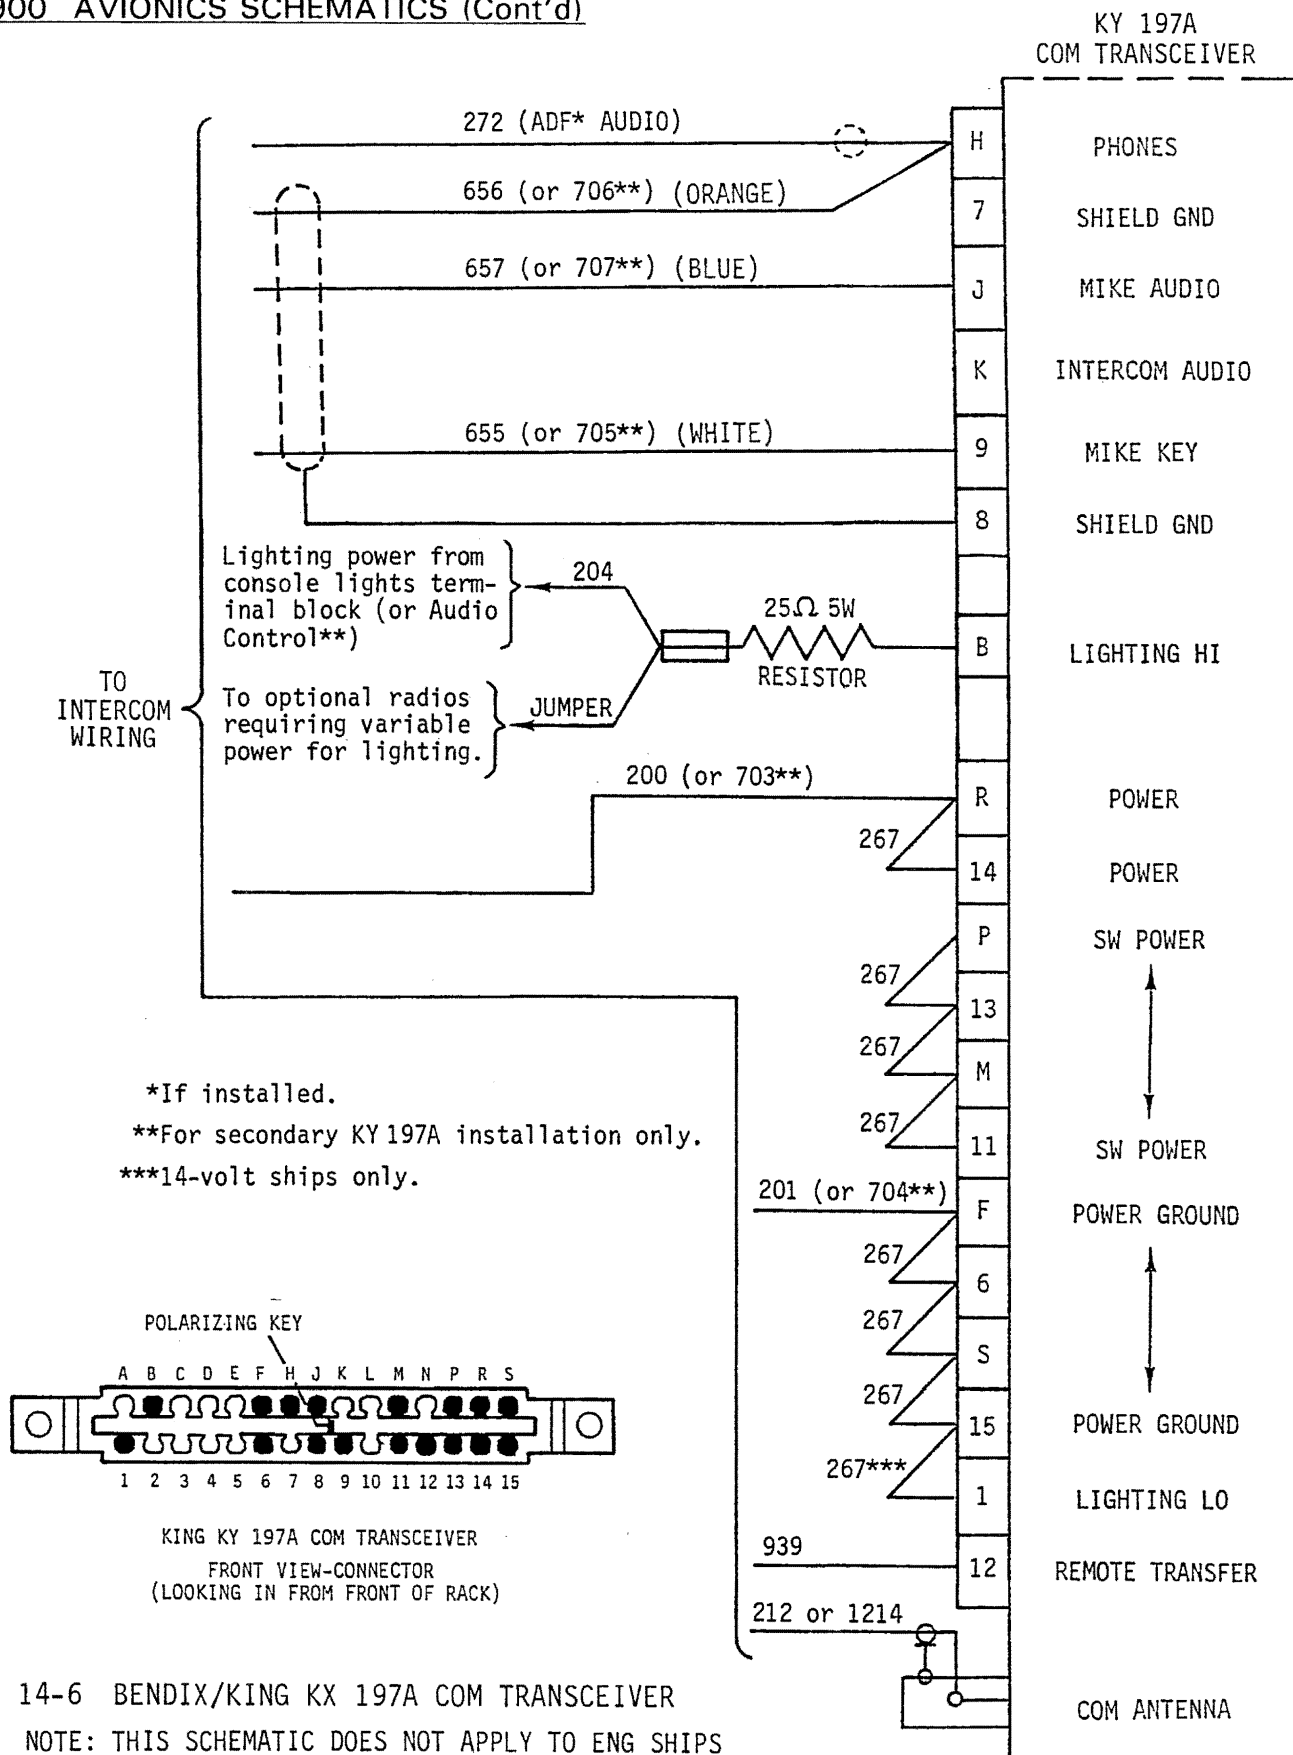 900 AVIONICS SCHEMATICS (Cont'd)
KY 197A
COM TRANSCEIVER
272 (ADF* AUDIO)
H
PHONES
656 (or 706**) (ORANGE)
7
SHIELD GND
657 (or 707**) (BLUE)
J
MIKE AUDIO
K
INTERCOM AUDIO
655 (or 705**) (WHITE)
9
MIKE KEY
8
SHIELD GND
Lighting power from
console lights term-
inal block (or Audio
Control**)
204
25Ω 5W
RESISTOR
B
LIGHTING HI
TO
INTERCOM
WIRING
To optional radios
requiring variable
power for lighting.
JUMPER
200 (or 703**)
R
POWER
267
14
POWER
P
SW POWER
267
13
267
M
267
11
SW POWER
*If installed.
**For secondary KY 197A installation only.
***14-volt ships only.
201 (or 704**)
F
POWER GROUND
267
6
267
S
267
15
POWER GROUND
267***
1
LIGHTING LO
939
12
REMOTE TRANSFER
212 or 1214
COM ANTENNA
POLARIZING KEY
A B C D E F H J K L M N P R S
1 2 3 4 5 6 7 8 9 10 11 12 13 14 15
KING KY 197A COM TRANSCEIVER
FRONT VIEW-CONNECTOR
(LOOKING IN FROM FRONT OF RACK)
14-6 BENDIX/KING KX 197A COM TRANSCEIVER
NOTE: THIS SCHEMATIC DOES NOT APPLY TO ENG SHIPS